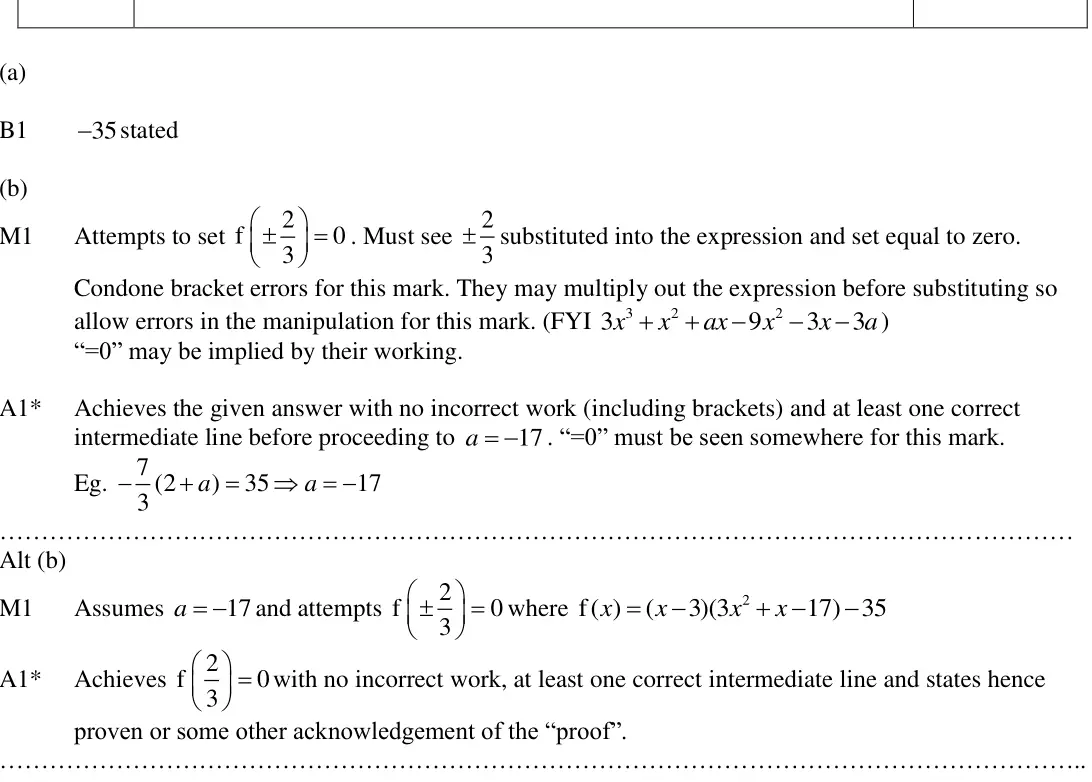 (a)
B1 −35 stated
(b)
M1 Attempts to set f(± 2/3) = 0 . Must see ± 2/3 substituted into the expression and set equal to zero.
Condone bracket errors for this mark. They may multiply out the expression before substituting so
allow errors in the manipulation for this mark. (FYI 3x³ + x² + ax − 9x² − 3x − 3a )
“=0” may be implied by their working.
A1* Achieves the given answer with no incorrect work (including brackets) and at least one correct
intermediate line before proceeding to a = −17 . “=0” must be seen somewhere for this mark.
Eg. − 7/3 (2 + a) = 35 ⇒ a = −17
……………………………………………………………………………………………………………………
Alt (b)
M1 Assumes a = −17 and attempts f(± 2/3) = 0 where f(x) = (x − 3)(3x² + x − 17) − 35
A1* Achieves f(2/3) = 0 with no incorrect work, at least one correct intermediate line and states hence
proven or some other acknowledgement of the “proof”.
……………………………………………………………………………………………………………………..